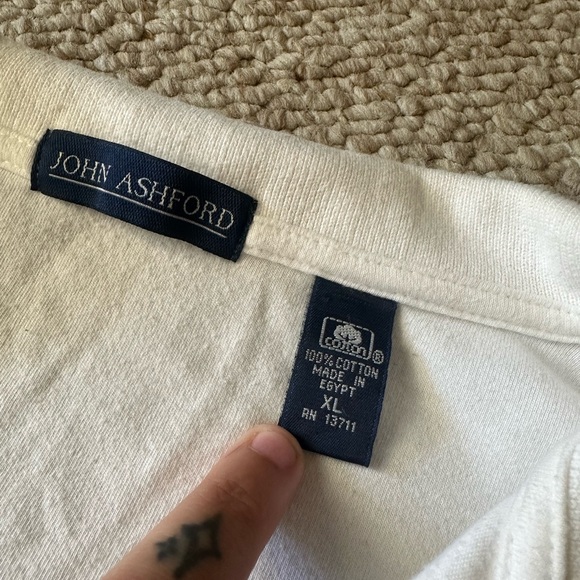 JOHN ASHFORD
cotton ®
100% COTTON
MADE IN
EGYPT
XL
RN 13711